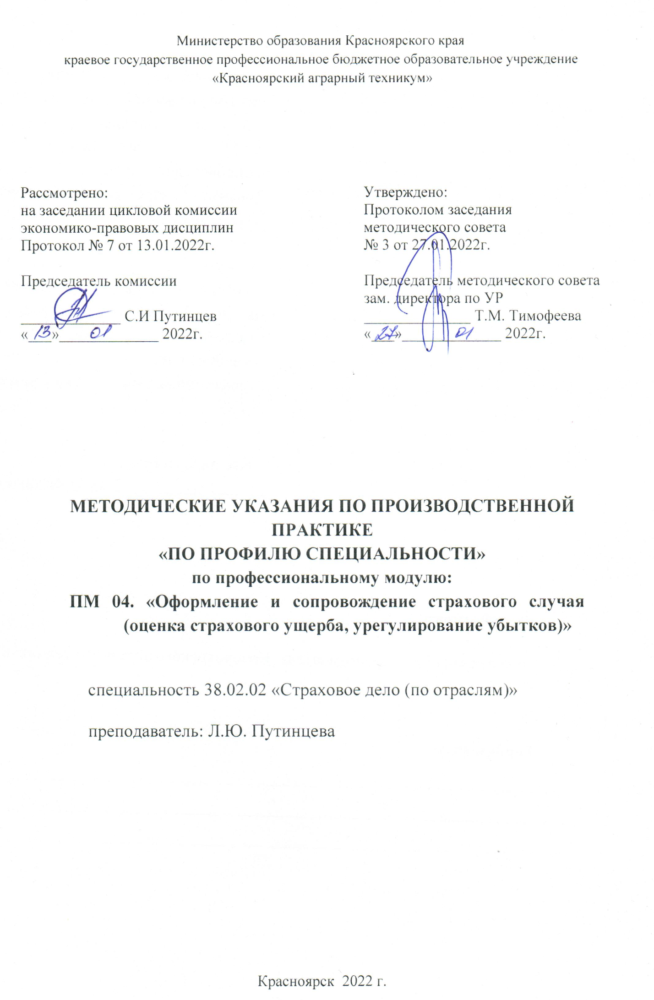 Министерство образования Красноярского края
краевое государственное профессиональное бюджетное образовательное учреждение
«Красноярский аграрный техникум»
Рассмотрено:
на заседании цикловой комиссии
экономико-правовых дисциплин
Протокол № 7 от 13.01.2022г.
Председатель комиссии
______________ С.И Путинцев
«13»______01______ 2022г.
Утверждено:
Протоколом заседания
методического совета
№ 3 от 27.01.2022г.
Председатель методического совета
зам. директора по УР
______________ Т.М. Тимофеева
«27»______01______ 2022г.
МЕТОДИЧЕСКИЕ УКАЗАНИЯ ПО ПРОИЗВОДСТВЕННОЙ
ПРАКТИКЕ
«ПО ПРОФИЛЮ СПЕЦИАЛЬНОСТИ»
по профессиональному модулю:
ПМ 04. «Оформление и сопровождение страхового случая
(оценка страхового ущерба, урегулирование убытков)»
специальность 38.02.02 «Страховое дело (по отраслям)»
преподаватель: Л.Ю. Путинцева
Красноярск 2022 г.